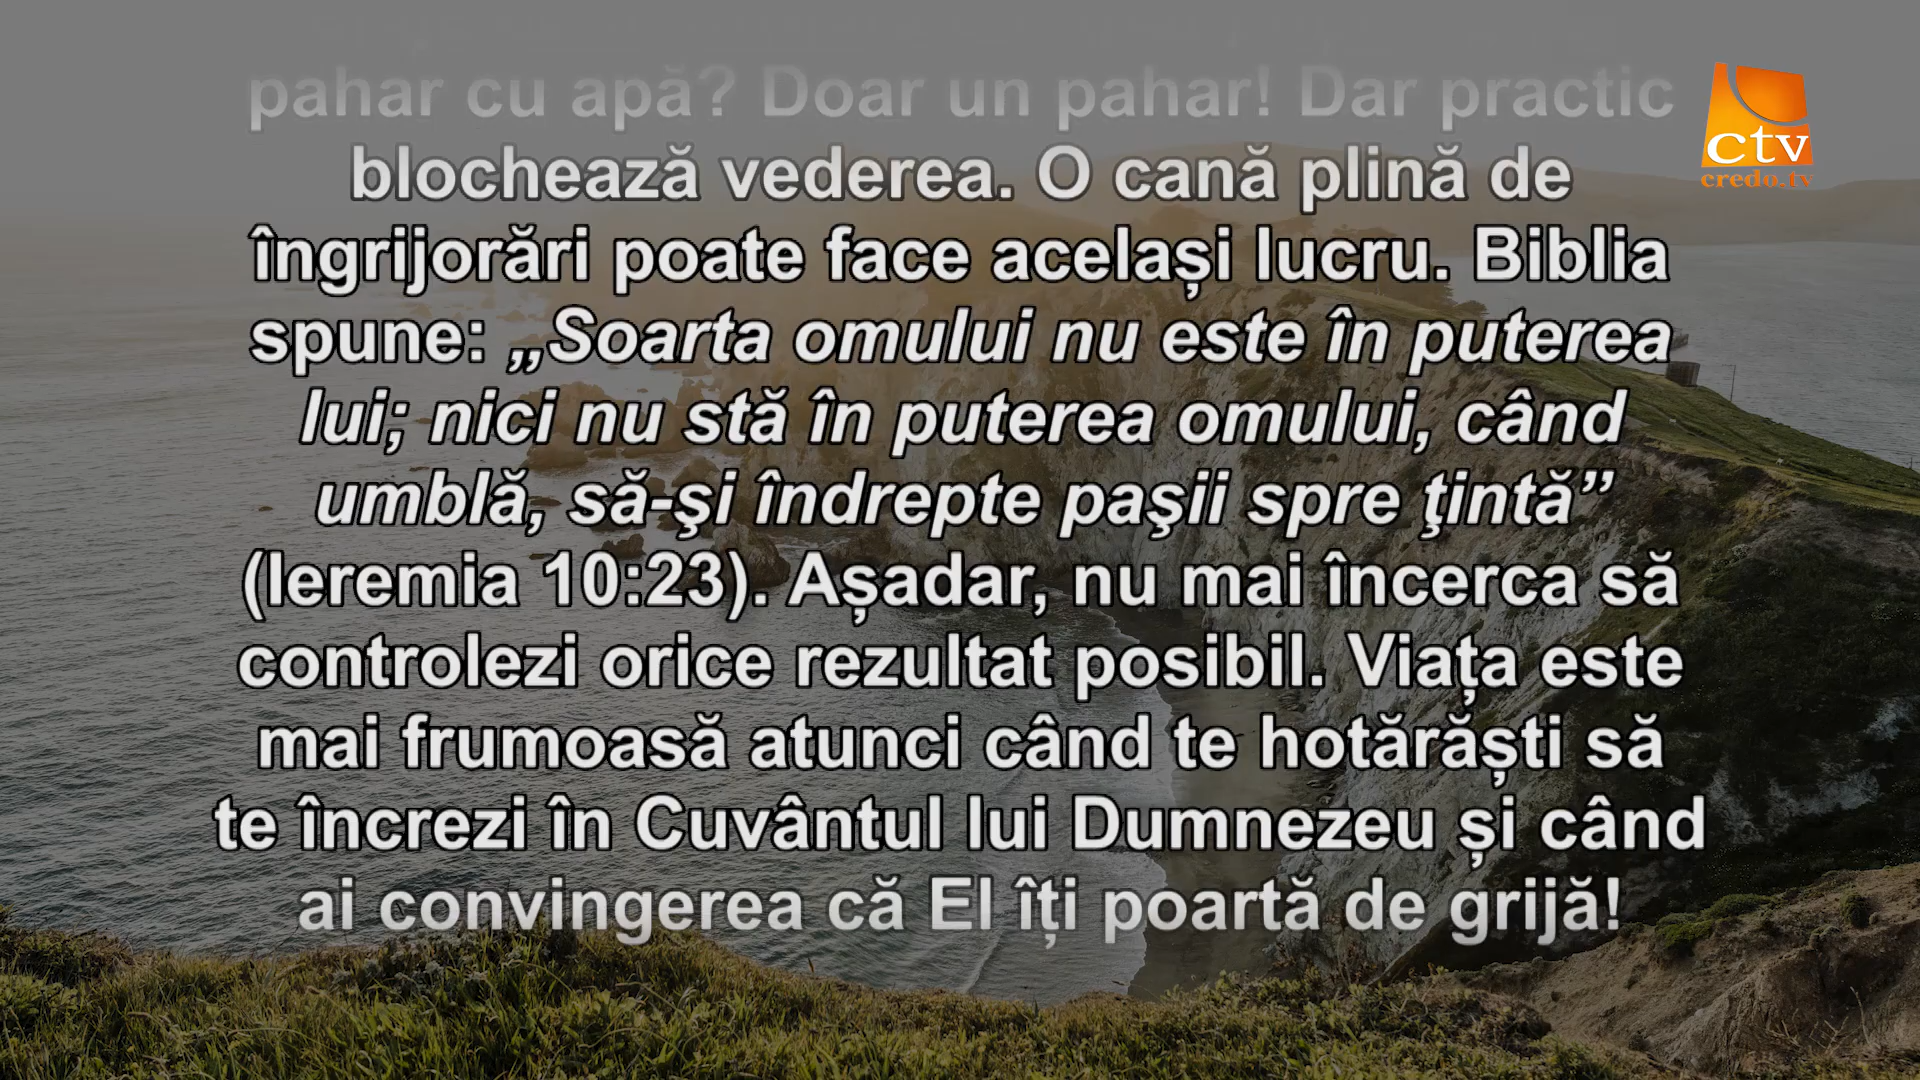 pahar cu apă? Doar un pahar! Dar practic
blochează vederea. O cană plină de
îngrijorări poate face același lucru. Biblia
spune: „Soarta omului nu este în puterea
lui; nici nu stă în puterea omului, când
umblă, să-şi îndrepte paşii spre ţintă”
(Ieremia 10:23). Așadar, nu mai încerca să
controlezi orice rezultat posibil. Viața este
mai frumoasă atunci când te hotărăști să
te încrezi în Cuvântul lui Dumnezeu și când
ai convingerea că El îți poartă de grijă!
ctv
credo.tv